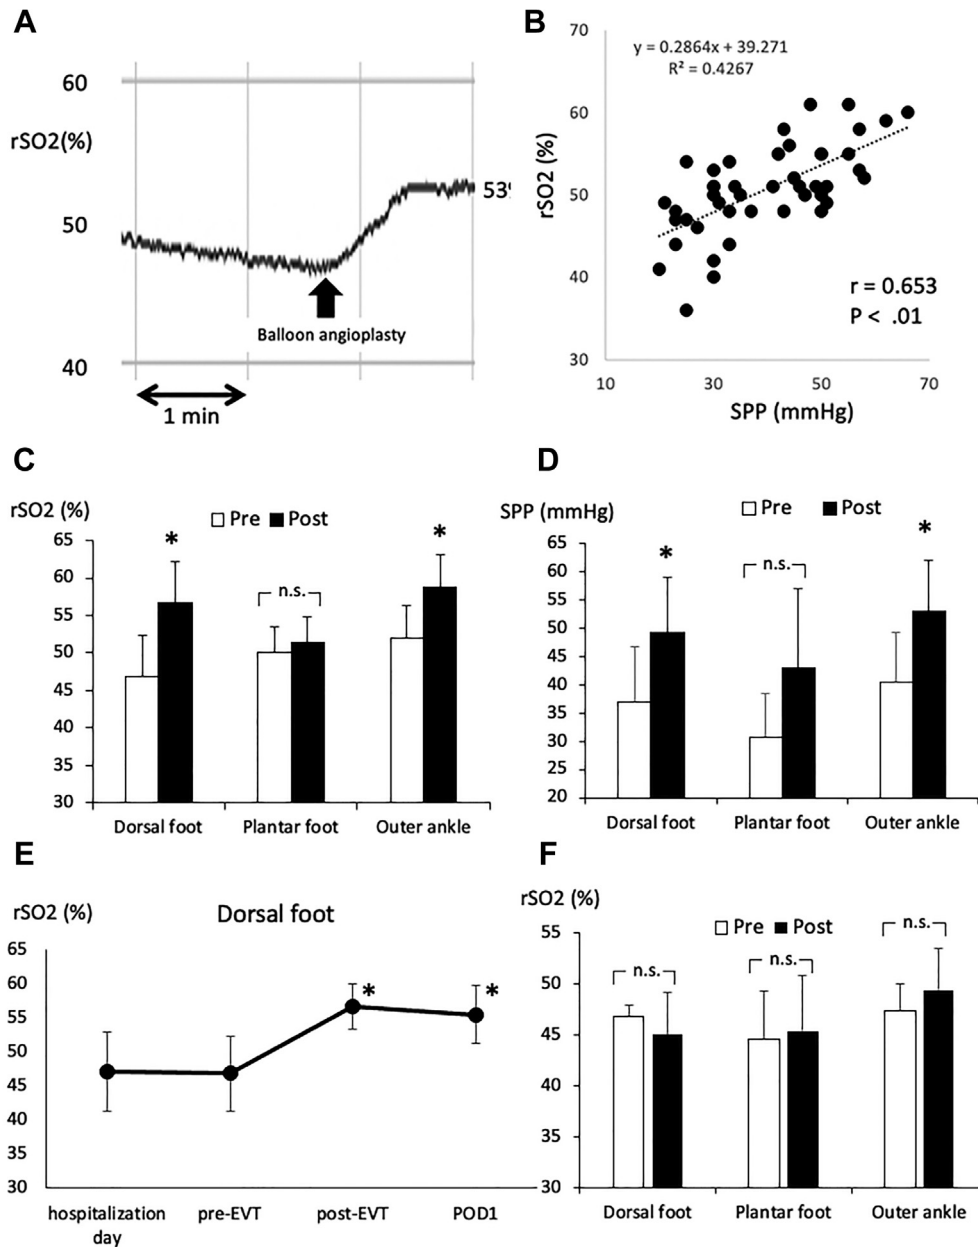 A
60
rSO2(%)
50
53%
40
Balloon angioplasty
1 min
B
y = 0.2864x + 39.271
R² = 0.4267
rSO2 (%)
70
60
50
40
30
r = 0.653
P < .01
10 30 50 70
SPP (mmHg)
C
rSO2 (%)
Pre Post
65
60
55
50
45
40
35
30
* n.s. *
Dorsal foot Plantar foot Outer ankle
D
SPP (mmHg)
Pre Post
65
60
55
50
45
40
35
30
25
20
* n.s. *
Dorsal foot Plantar foot Outer ankle
E
rSO2 (%)
Dorsal foot
65
60
55
50
45
40
35
30
* *
hospitalization
day
pre-EVT post-EVT POD1
F
rSO2 (%)
Pre Post
55
50
45
40
35
30
n.s. n.s. n.s.
Dorsal foot Plantar foot Outer ankle